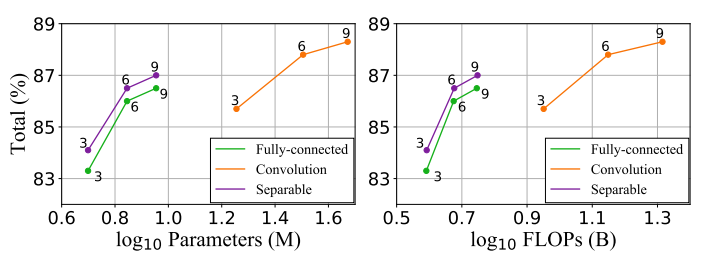 89
87
85
83
Total (%)
3
6
9
3
6
9
3
6
9
Fully-connected
Convolution
Separable
0.6 0.8 1.0 1.2 1.4 1.6
log10 Parameters (M)
89
87
85
83
3
6
9
3
6
9
3
6
9
Fully-connected
Convolution
Separable
0.5 0.7 0.9 1.1 1.3
log10 FLOPs (B)